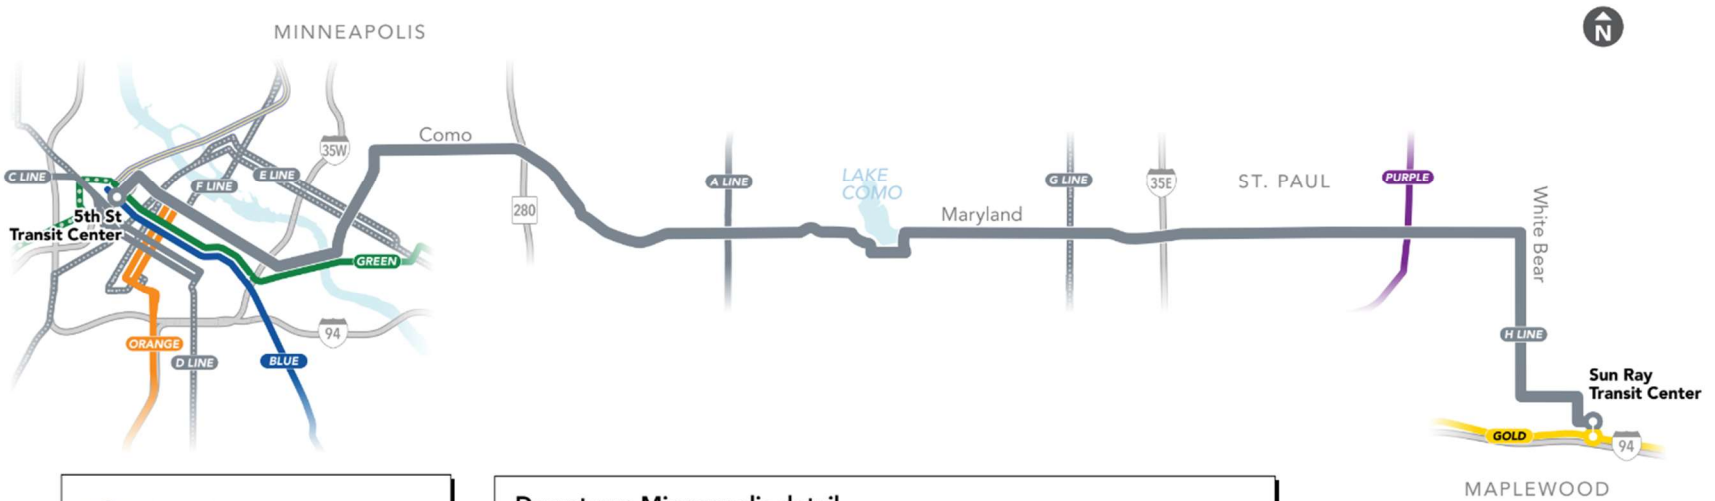 MINNEAPOLIS
N
Como
35W
C LINE
F LINE
E LINE
A LINE
LAKE
COMO
G LINE
35E
ST. PAUL
PURPLE
280
Maryland
White Bear
5th St
Transit Center
GREEN
94
ORANGE
D LINE
BLUE
H LINE
Sun Ray
Transit Center
GOLD
94
MAPLEWOOD